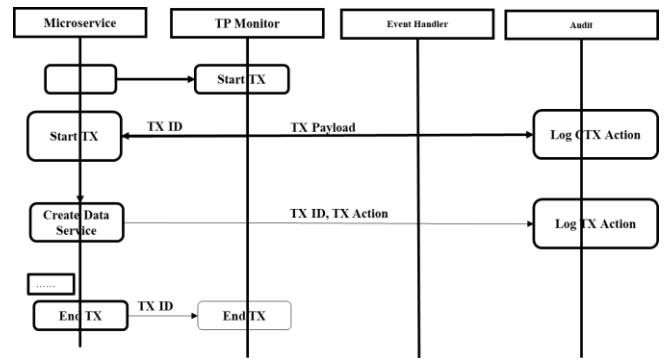 Microservice
TP Monitor
Event Handler
Audit
Start TX
Start TX
TX ID
TX Payload
Log CTX Action
Create Data
Service
TX ID, TX Action
Log TX Action
......
End TX
TX ID
End TX